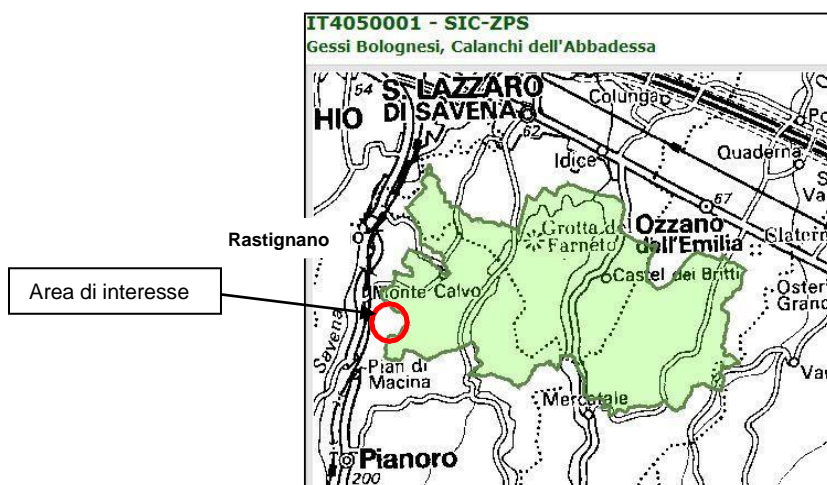 IT4050001 - SIC-ZPS
Gessi Bolognesi, Calanchi dell'Abbadessa
54
S. LAZZARO
DI SAVENA
HIO
62
Colunga
Idice
Quaderna
67
Rastignano
Grotta del
Farneto
Ozzano
dell'Emilia
Castel dei Britti
Area di interesse
Monte Calvo
Savena
Pian di
Macina
Mercatale
Pianoro
200